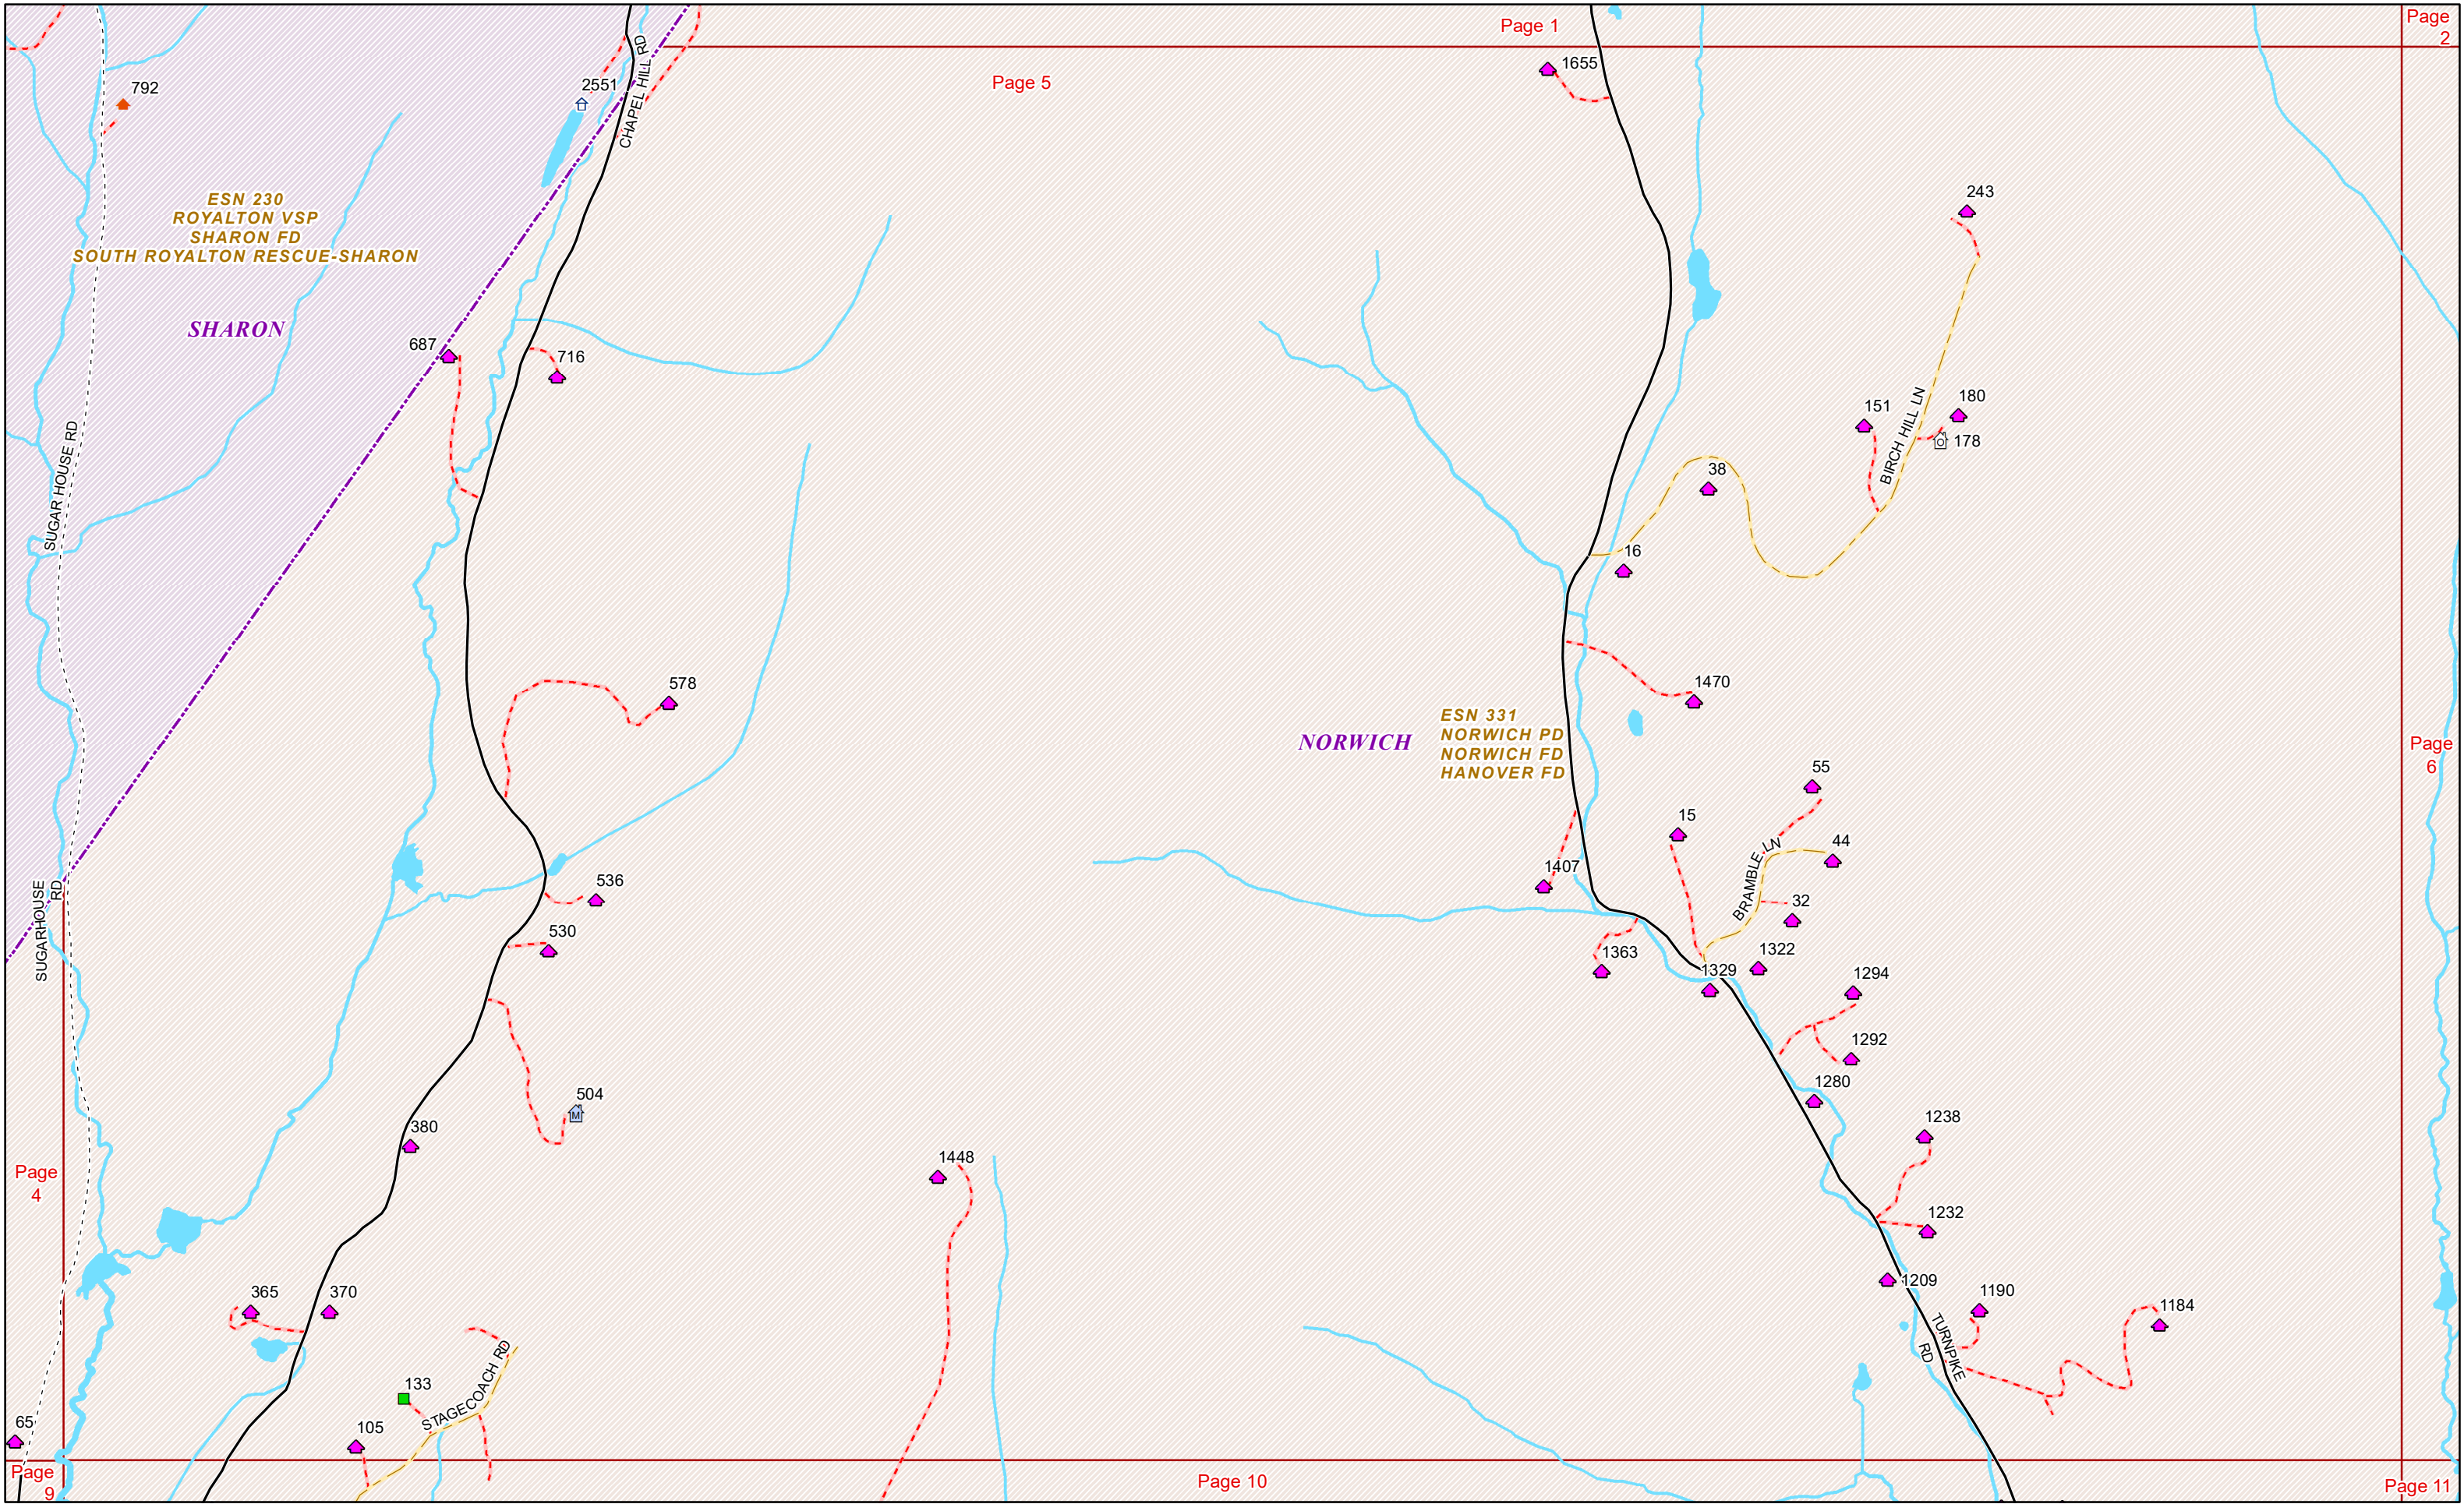 Page 1
Page
2
Page 5
792
2551
CHAPEL HILL RD
1655
ESN 230
ROYALTON VSP
SHARON FD
SOUTH ROYALTON RESCUE-SHARON
243
SHARON
687
716
151
180
BIRCH HILL LN
178
SUGAR HOUSE RD
38
16
578
1470
NORWICH
ESN 331
NORWICH PD
NORWICH FD
HANOVER FD
Page
6
55
15
44
BRAMBLE LN
1407
536
32
SUGARHOUSE
RD
530
1363
1322
1329
1294
1292
504
1280
380
1238
1448
Page
4
1232
365
370
1209
1190
1184
TURNPIKE
RD
133
STAGECOACH RD
65
105
Page
9
Page 10
Page 11
M